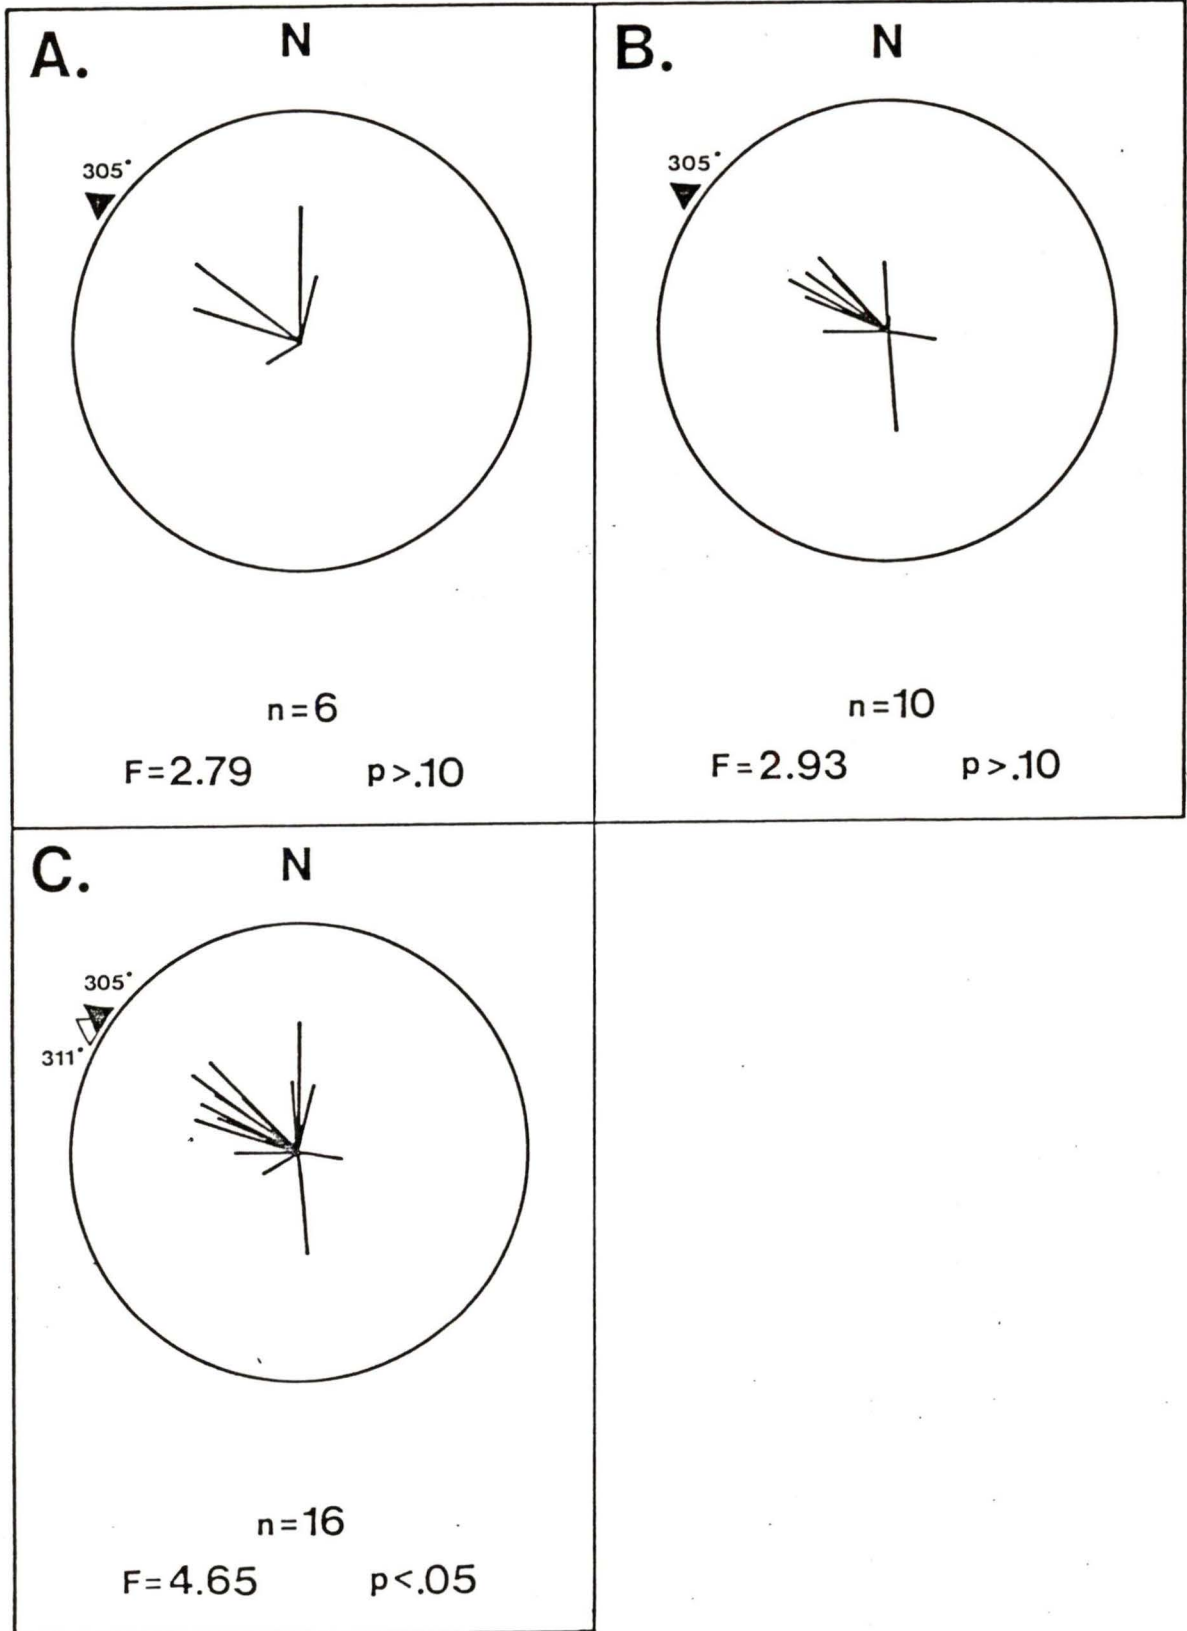 A.
N
305°
n=6
F=2.79 p>.10
B.
N
305°
n=10
F=2.93 p>.10
C.
N
305°
311°
n=16
F=4.65 p<.05